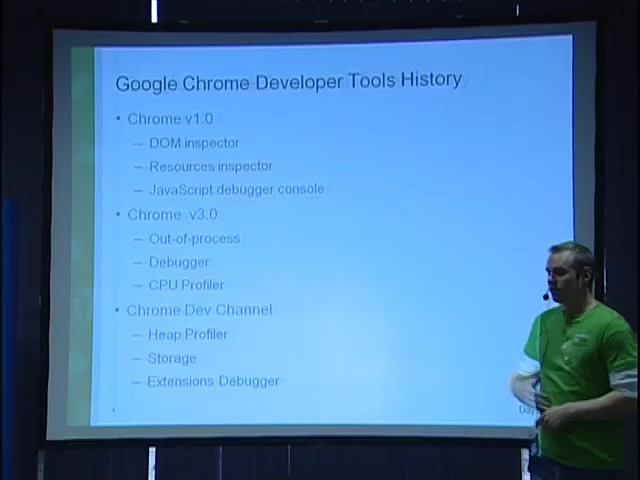 Google Chrome Developer Tools History
• Chrome v1.0
– DOM inspector
– Resources inspector
– JavaScript debugger console
• Chrome v3.0
– Out-of-process
– Debugger
– CPU Profiler
• Chrome Dev Channel
– Heap Profiler
– Storage
– Extensions Debugger